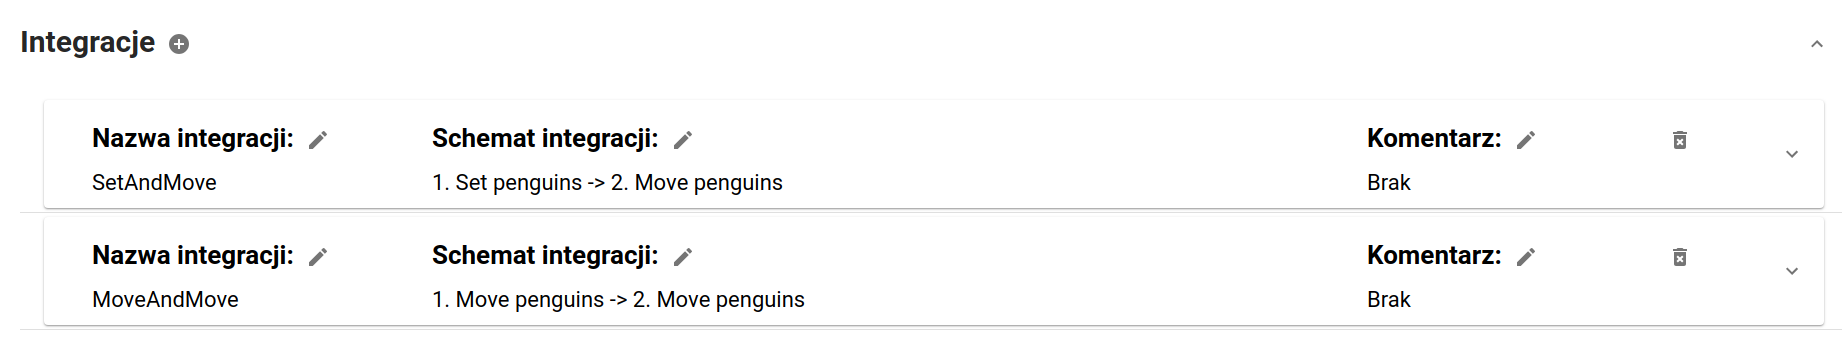 Integracje
Nazwa integracji: Schemat integracji: Komentarz:
SetAndMove 1. Set penguins -> 2. Move penguins Brak
Nazwa integracji: Schemat integracji: Komentarz:
MoveAndMove 1. Move penguins -> 2. Move penguins Brak